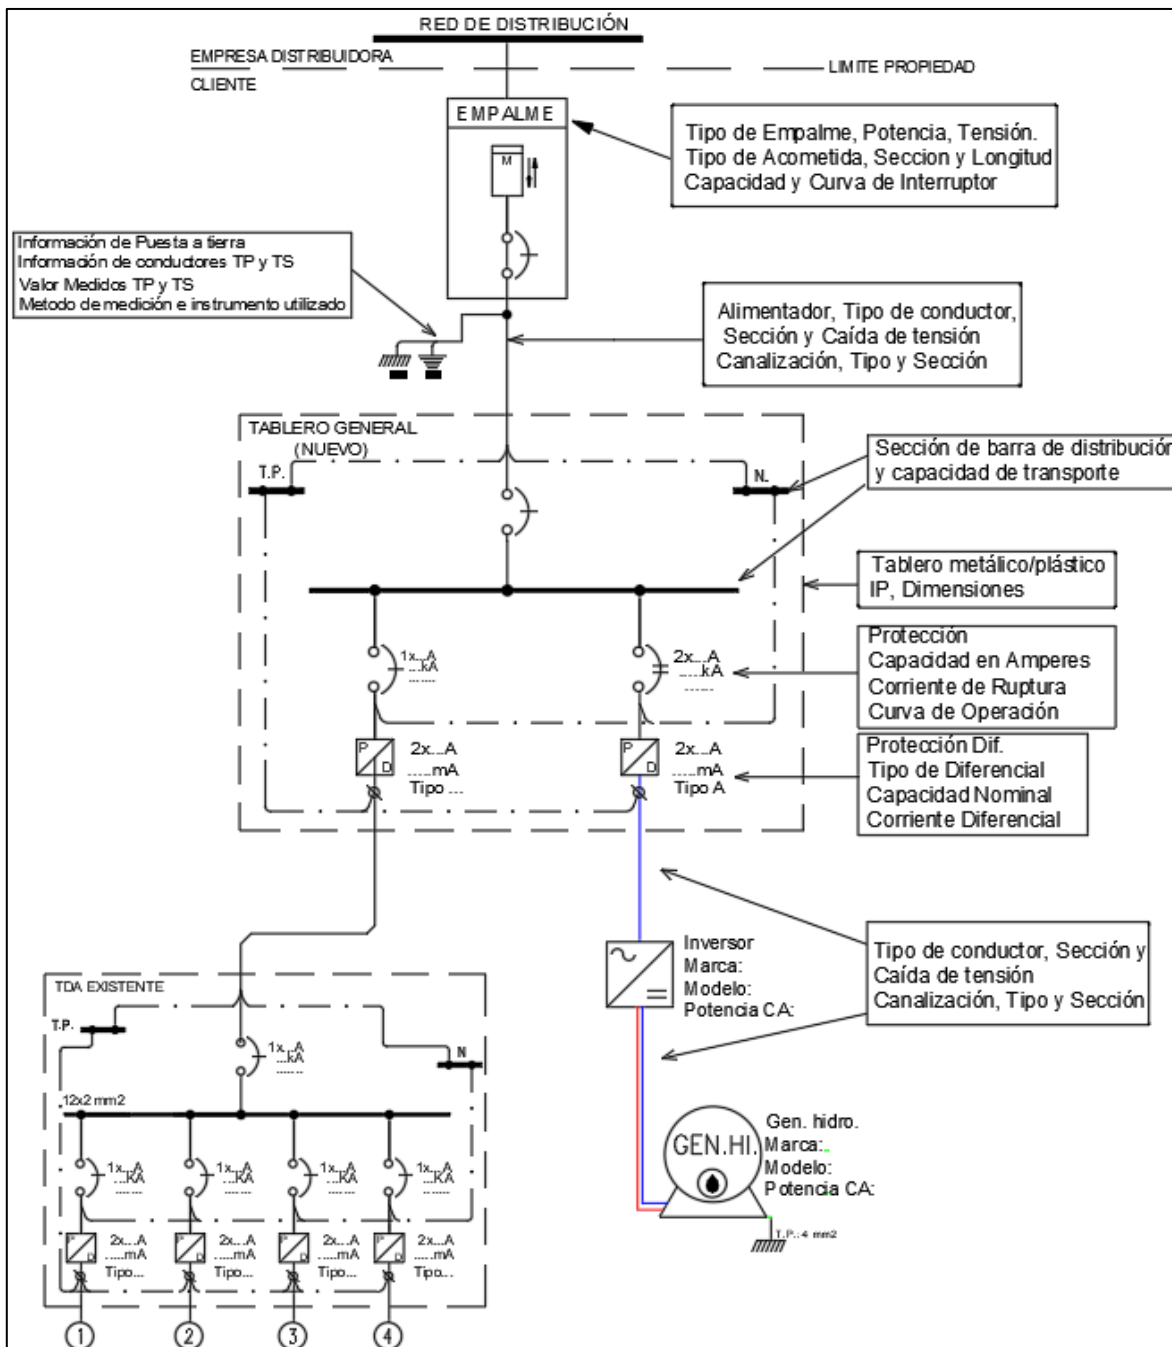 RED DE DISTRIBUCIÓN
EMPRESA DISTRIBUIDORA
CLIENTE
LIMITE PROPIEDAD
EMPALME
M
Tipo de Empalme, Potencia, Tensión.
Tipo de Acometida, Seccion y Longitud
Capacidad y Curva de Interruptor
Información de Puesta a tierra
Información de conductores TP y TS
Valor Medidos TP y TS
Metodo de medición e instrumento utilizado
Alimentador, Tipo de conductor,
Sección y Caída de tensión
Canalización, Tipo y Sección
TABLERO GENERAL
(NUEVO)
T.P.
N.
Sección de barra de distribución
y capacidad de transporte
Tablero metálico/plástico
IP, Dimensiones
1x...A
...kA
.......
2x...A
.....kA
......
Protección
Capacidad en Amperes
Corriente de Ruptura
Curva de Operación
P
D
2x...A
.....mA
Tipo ...
P
D
2x...A
.....mA
Tipo A
Protección Dif.
Tipo de Diferencial
Capacidad Nominal
Corriente Diferencial
Inversor
Marca:
Modelo:
Potencia CA:
Tipo de conductor, Sección y
Caída de tensión
Canalización, Tipo y Sección
TDA EXISTENTE
T.P.
N
1x...A
...kA
.......
12x2 mm2
1x...A
...KA
.......
1x...A
...KA
.......
1x...A
...KA
.......
1x...A
...KA
.......
P
D
2x...A
.....mA
Tipo...
P
D
2x...A
.....mA
Tipo...
P
D
2x...A
.....mA
Tipo...
P
D
2x...A
.....mA
Tipo...
1
2
3
4
GEN.HI.
Gen. hidro.
Marca:
Modelo:
Potencia CA:
T.P.: 4 mm2